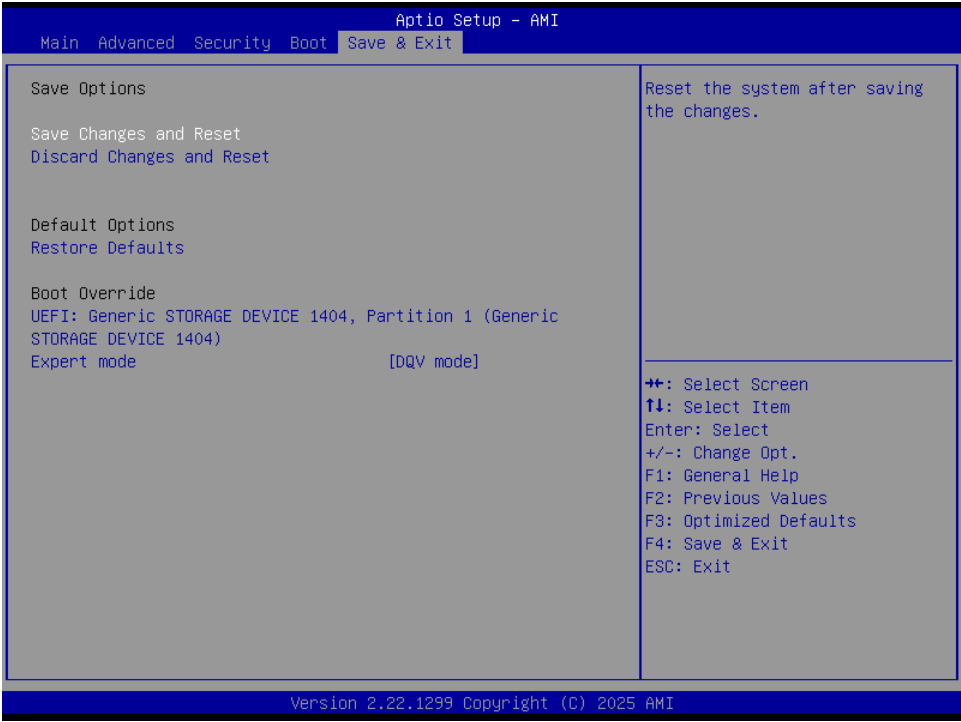 Aptio Setup - AMI
Main Advanced Security Boot Save & Exit
Save Options
Save Changes and Reset
Discard Changes and Reset
Default Options
Restore Defaults
Boot Override
UEFI: Generic STORAGE DEVICE 1404, Partition 1 (Generic
STORAGE DEVICE 1404)
Expert mode [DQV mode]
Reset the system after saving
the changes.
→←: Select Screen
↑↓: Select Item
Enter: Select
+/-: Change Opt.
F1: General Help
F2: Previous Values
F3: Optimized Defaults
F4: Save & Exit
ESC: Exit
Version 2.22.1299 Copyright (C) 2025 AMI